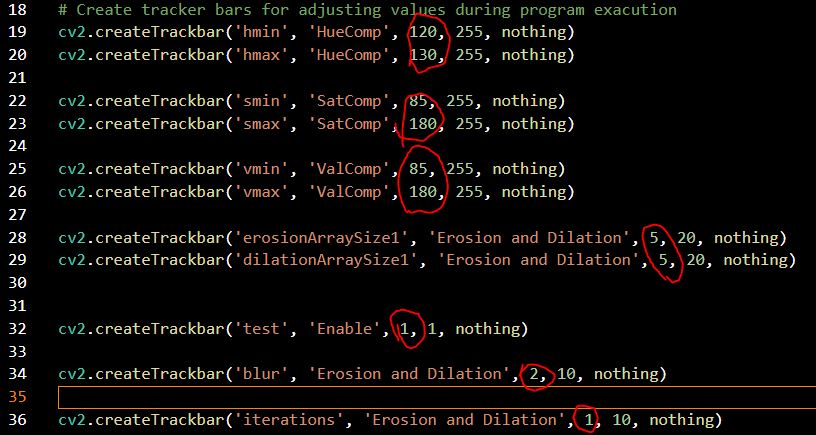 18 # Create tracker bars for adjusting values during program exacution
19 cv2.createTrackbar('hmin', 'HueComp', 120, 255, nothing)
20 cv2.createTrackbar('hmax', 'HueComp', 130, 255, nothing)
21
22 cv2.createTrackbar('smin', 'SatComp', 85, 255, nothing)
23 cv2.createTrackbar('smax', 'SatComp', 180, 255, nothing)
24
25 cv2.createTrackbar('vmin', 'ValComp', 85, 255, nothing)
26 cv2.createTrackbar('vmax', 'ValComp', 180, 255, nothing)
27
28 cv2.createTrackbar('erosionArraySize1', 'Erosion and Dilation', 5, 20, nothing)
29 cv2.createTrackbar('dilationArraySize1', 'Erosion and Dilation', 5, 20, nothing)
30
31
32 cv2.createTrackbar('test', 'Enable', 1, 1, nothing)
33
34 cv2.createTrackbar('blur', 'Erosion and Dilation', 2, 10, nothing)
35
36 cv2.createTrackbar('iterations', 'Erosion and Dilation', 1, 10, nothing)